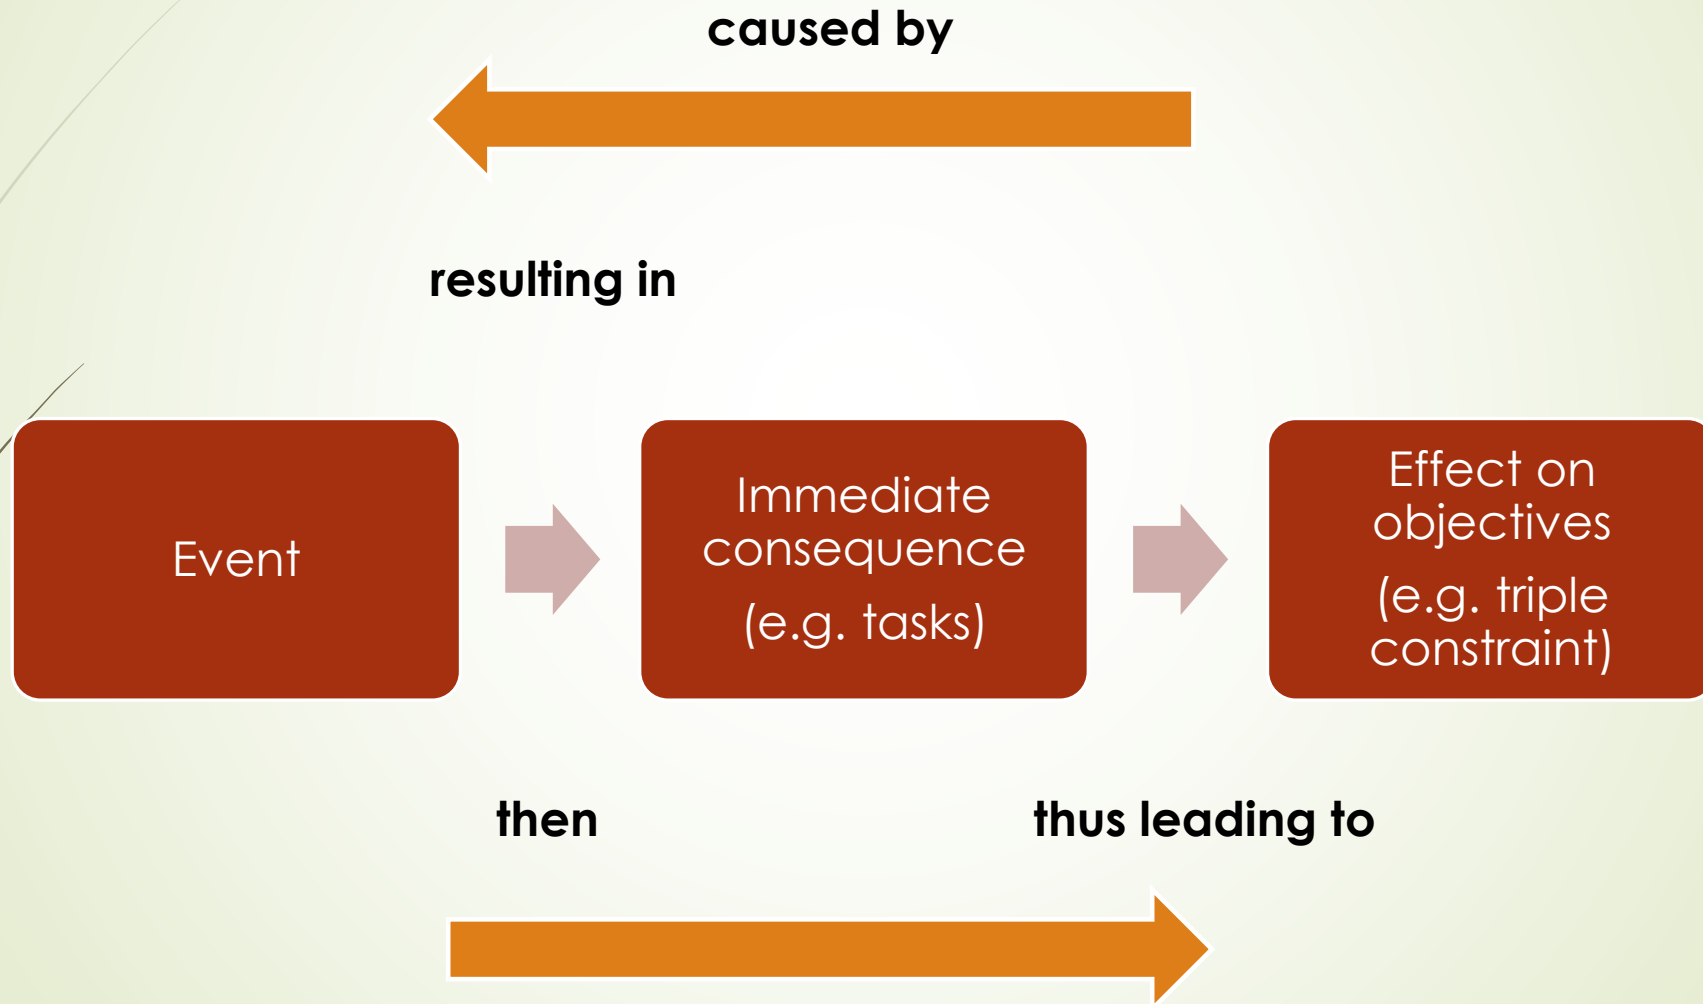 caused by
resulting in
Event
Immediate
consequence
(e.g. tasks)
Effect on
objectives
(e.g. triple
constraint)
then
thus leading to